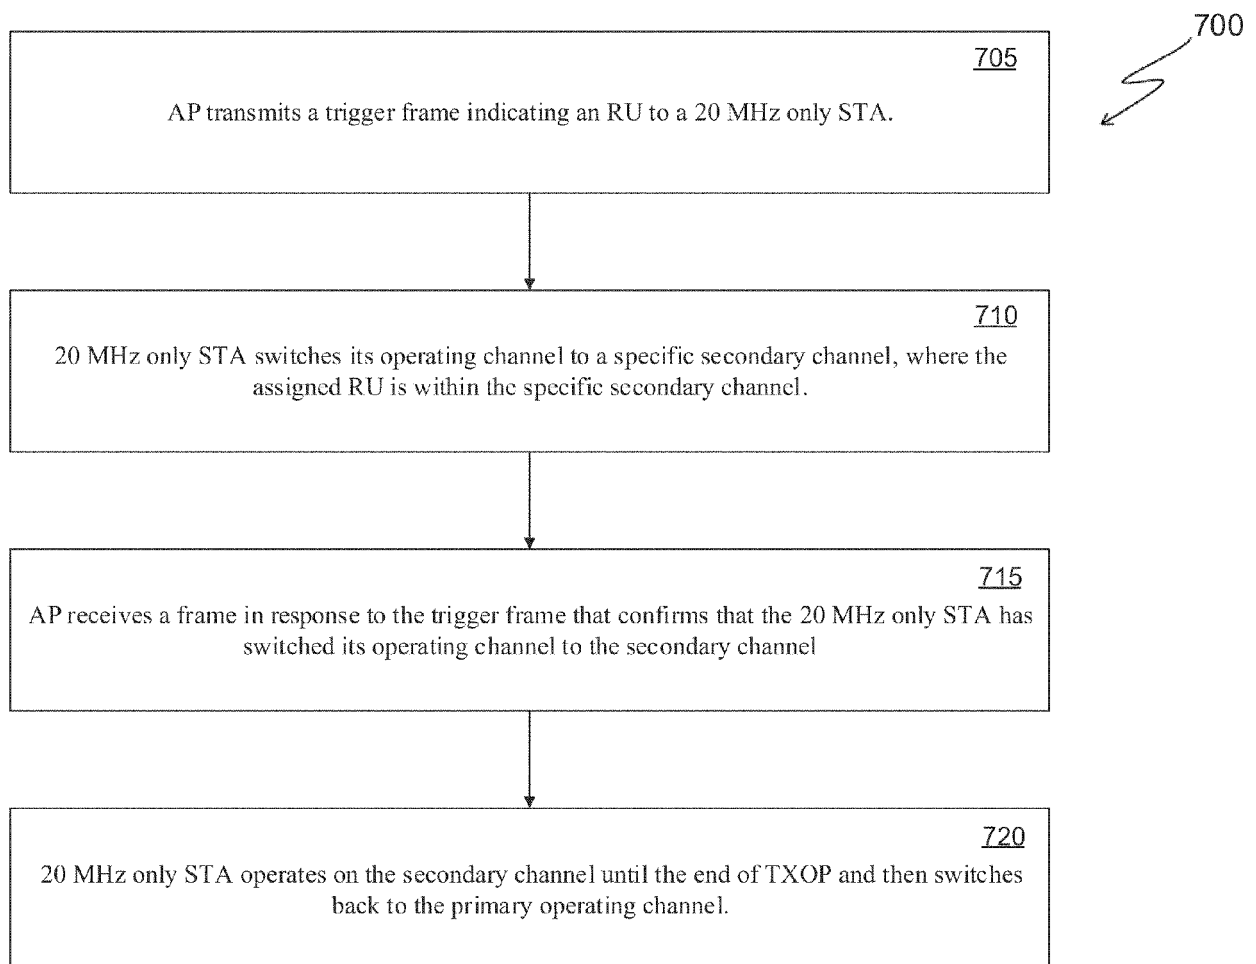 700
705
AP transmits a trigger frame indicating an RU to a 20 MHz only STA.
710
20 MHz only STA switches its operating channel to a specific secondary channel, where the
assigned RU is within the specific secondary channel.
715
AP receives a frame in response to the trigger frame that confirms that the 20 MHz only STA has
switched its operating channel to the secondary channel
720
20 MHz only STA operates on the secondary channel until the end of TXOP and then switches
back to the primary operating channel.